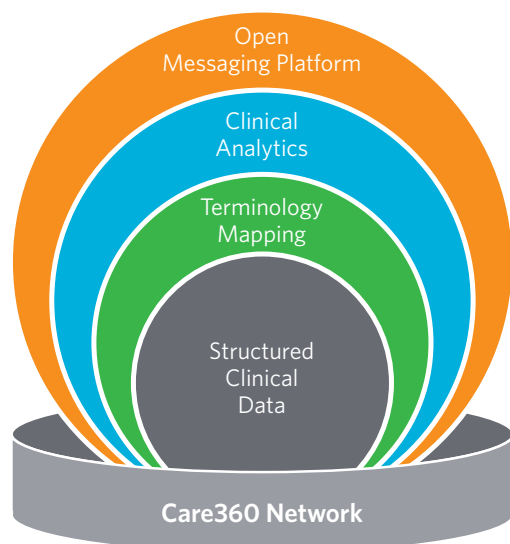 Open
Messaging Platform
Clinical
Analytics
Terminology
Mapping
Structured
Clinical
Data
Care360 Network